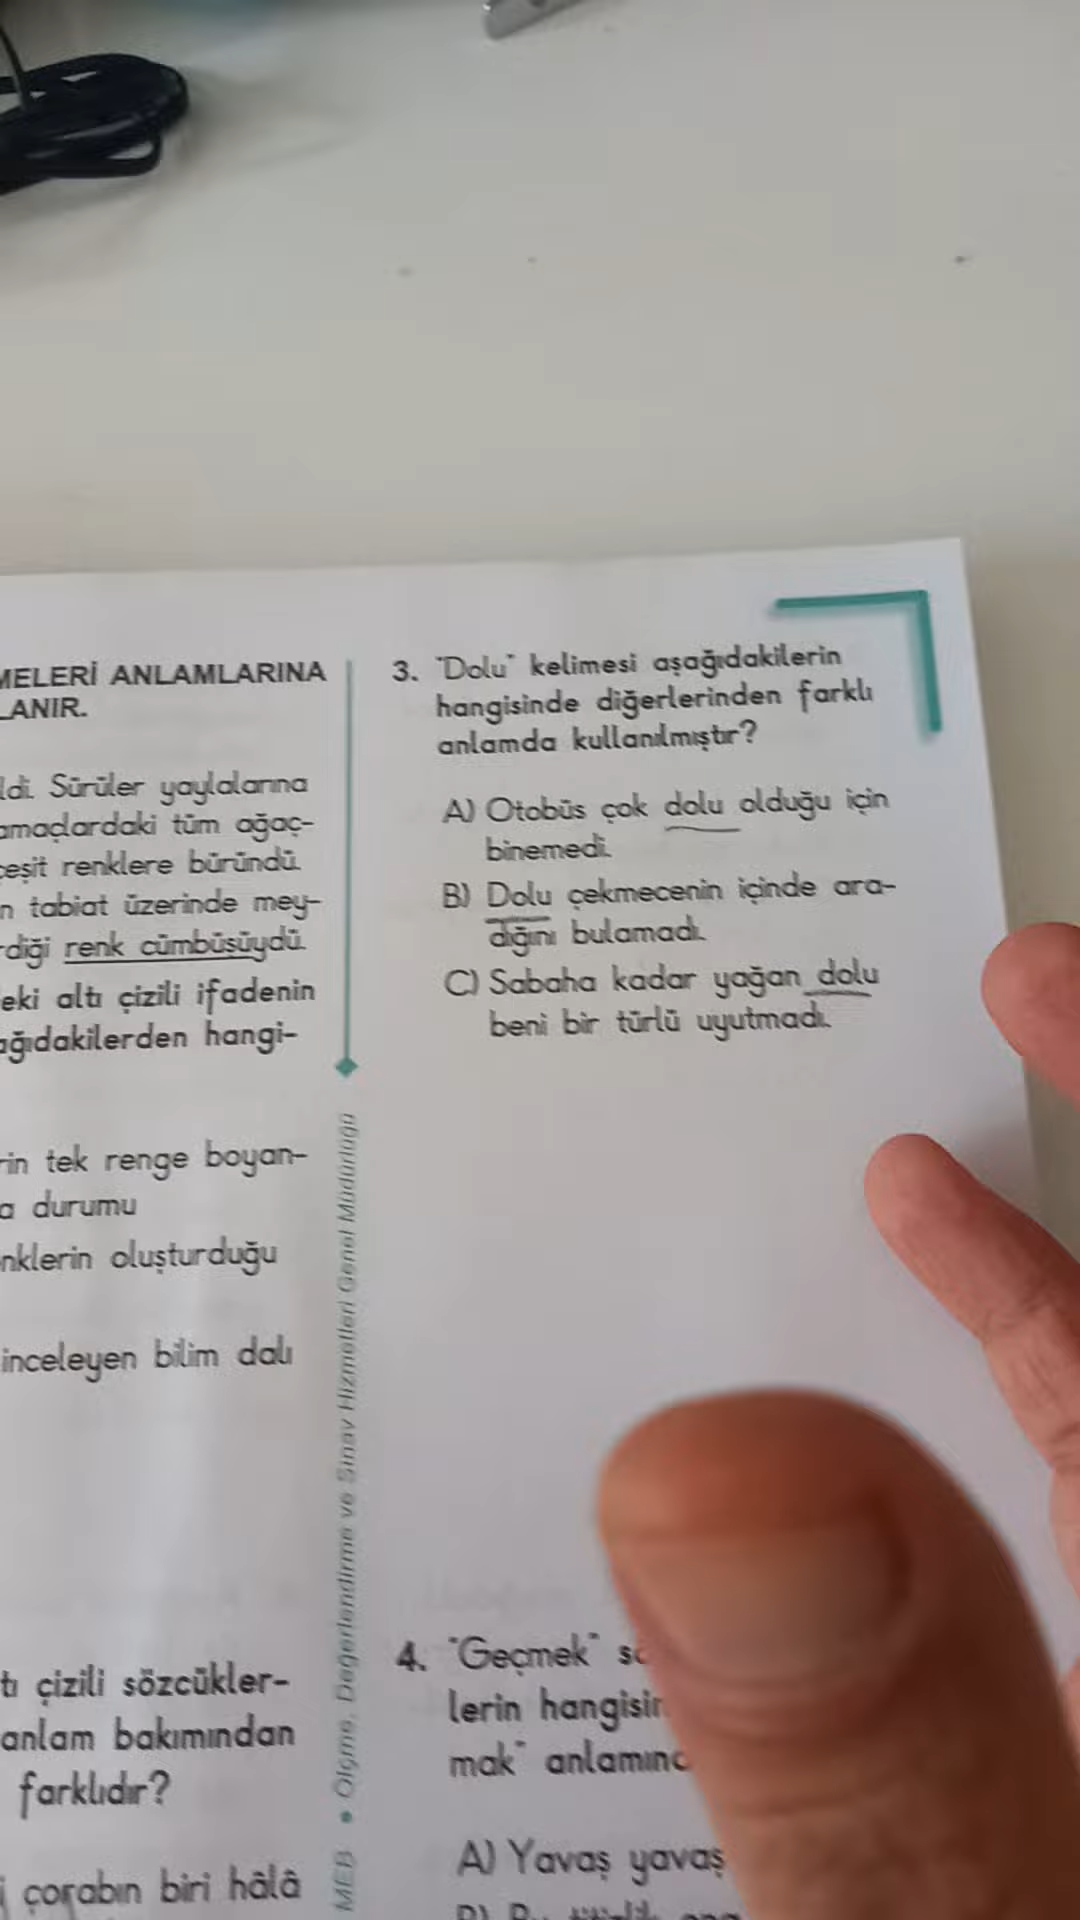 MELERİ ANLAMLARINA
LANIR.
ldi. Sürüler yaylalarına
amaçlardaki tüm ağaç-
çeşit renklere büründü.
n tabiat üzerinde mey-
rdiği renk cümbüşüydü.
eki altı çizili ifadenin
ağıdakilerden hangi-
rin tek renge boyan-
a durumu
nklerin oluşturduğu
inceleyen bilim dalı
tı çizili sözcükler-
anlam bakımından
farklıdır?
i çorabın biri hâlâ
MEB • Ölçme, Değerlendirme ve Sınav Hizmetleri Genel Müdürlüğü
3. "Dolu" kelimesi aşağıdakilerin
hangisinde diğerlerinden farklı
anlamda kullanılmıştır?
A) Otobüs çok dolu olduğu için
binemedi.
B) Dolu çekmecenin içinde ara-
dığını bulamadı.
C) Sabaha kadar yağan dolu
beni bir türlü uyutmadı.
4. "Geçmek"
lerin hangisin
mak" anlamınd
A) Yavaş yavaş